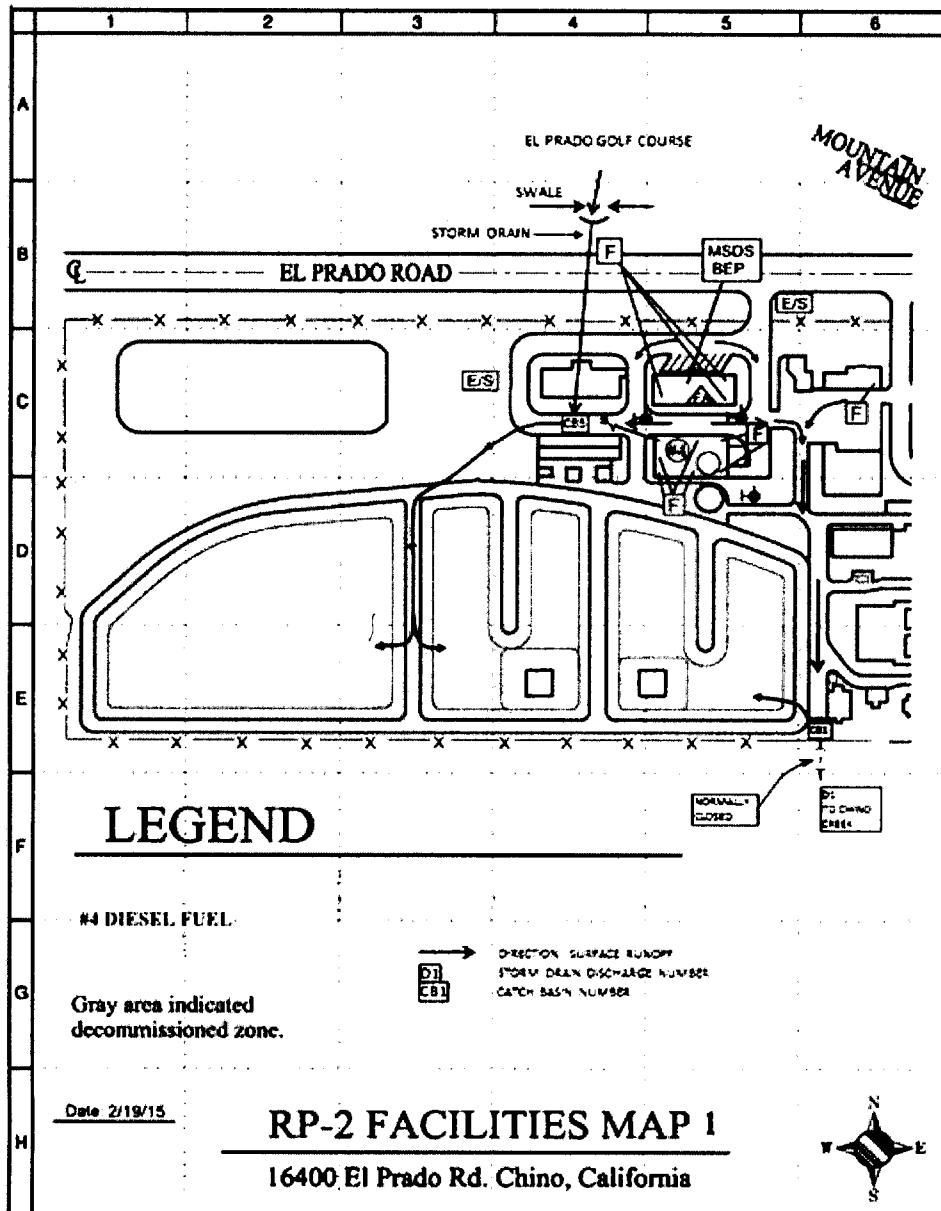 1 2 3 4 5 6
A
EL PRADO GOLF COURSE
MOUNTAIN
AVENUE
SWALE
STORM DRAIN
B
F
MSDS
BEP
EL PRADO ROAD
E/S
C
E/S
F
F
#4
F
D
E
CB1
NORMALLY
CLOSED
D1
TO CHINO
CREEK
F
LEGEND
#4 DIESEL FUEL
DIRECTION SURFACE RUNOFF
D1 STORM DRAIN DISCHARGE NUMBER
CB1 CATCH BASIN NUMBER
G
Gray area indicated
decommissioned zone.
Date 2/19/15
H
RP-2 FACILITIES MAP 1
16400 El Prado Rd. Chino, California
N
W E
S